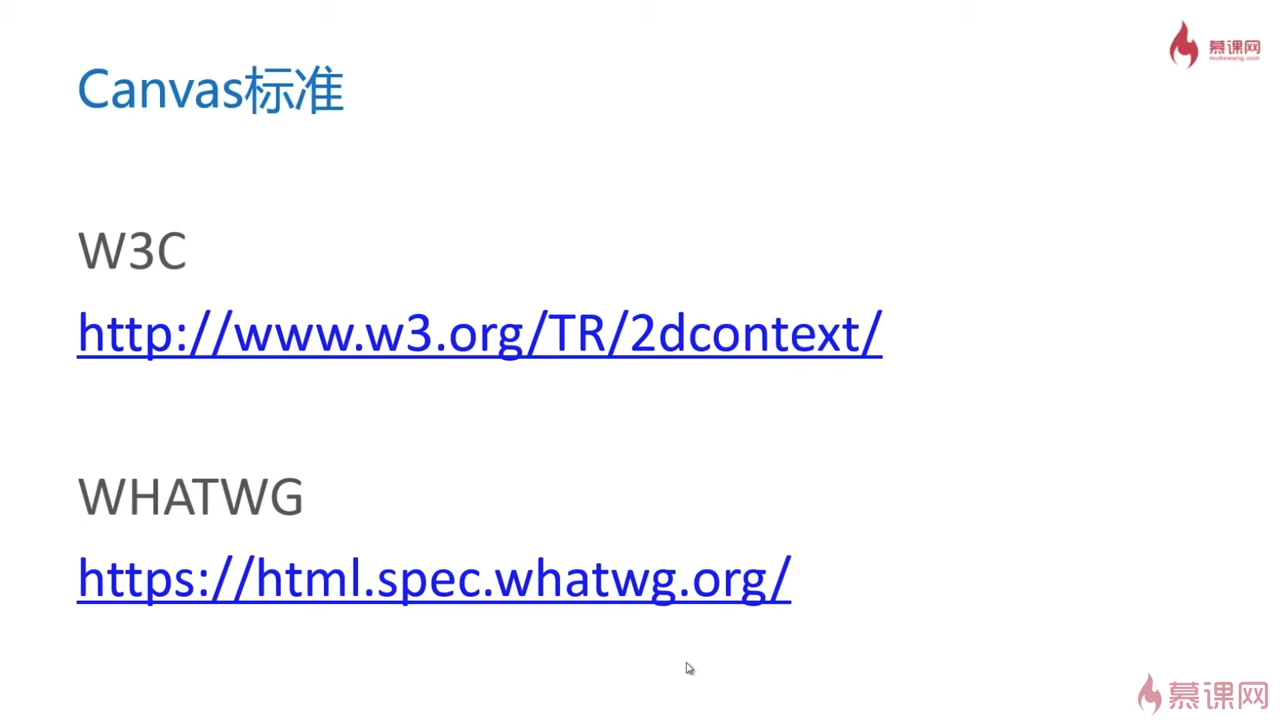 慕课网
Canvas标准
W3C
http://www.w3.org/TR/2dcontext/
WHATWG
https://html.spec.whatwg.org/
慕课网